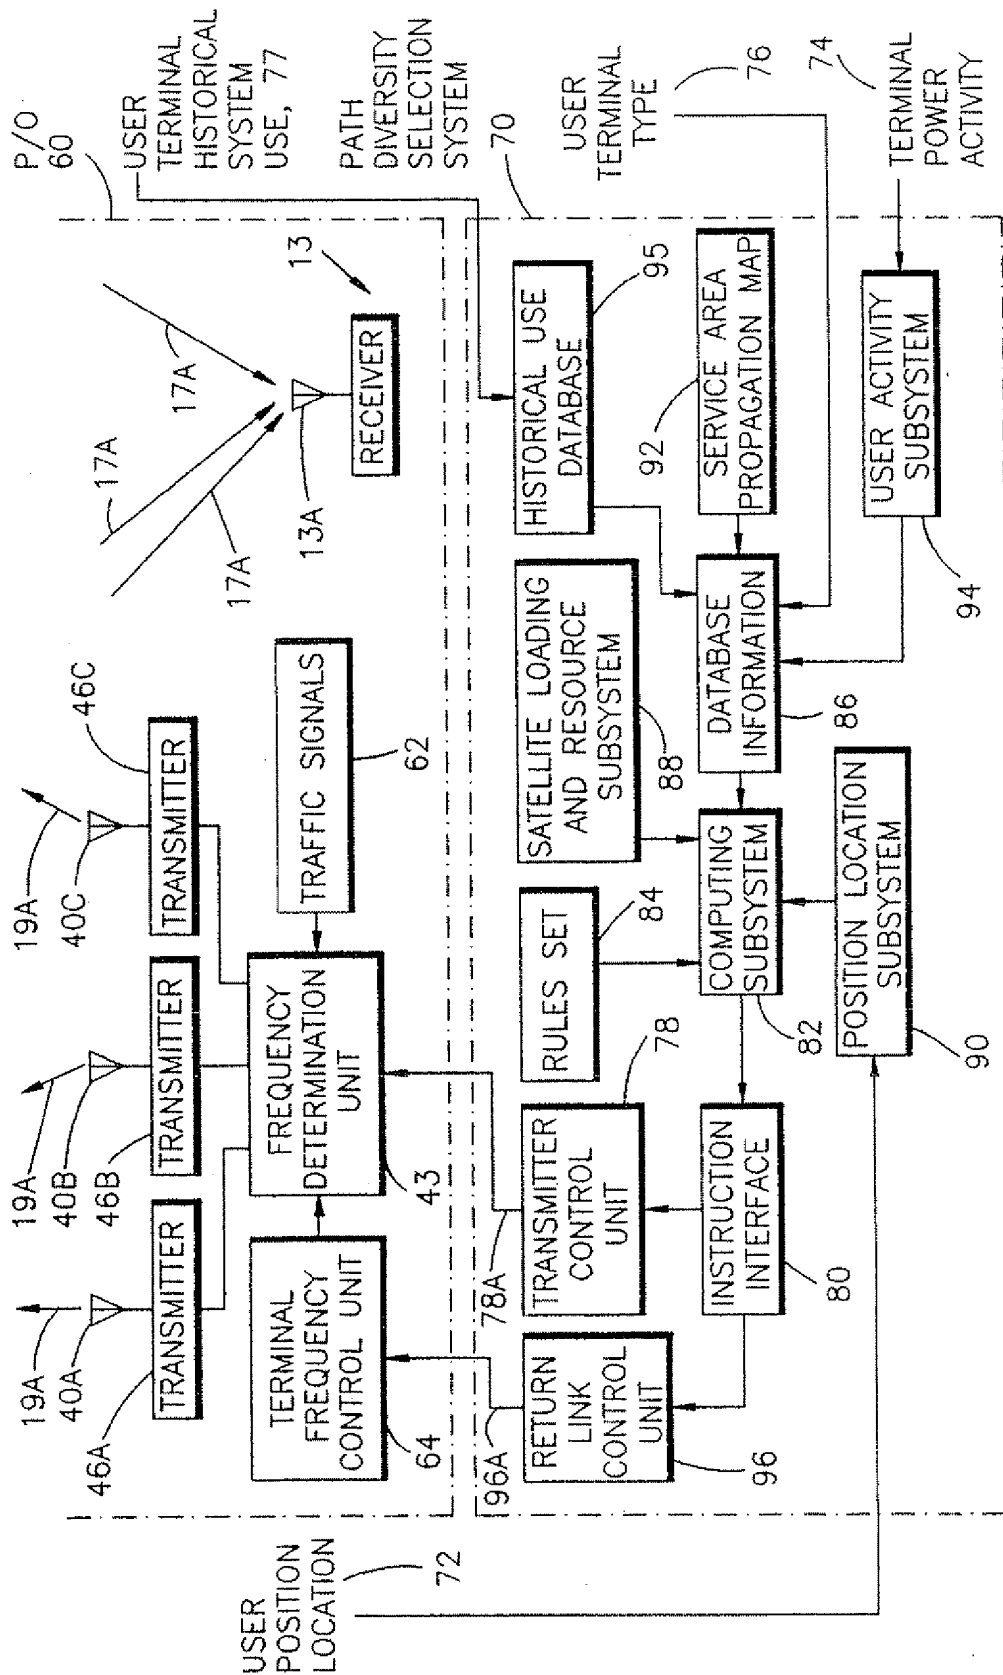 P/O
60
USER
TERMINAL
HISTORICAL
SYSTEM
USE, 77
PATH
DIVERSITY
SELECTION
SYSTEM
70
USER
TERMINAL
TYPE
76
74
TERMINAL
POWER
ACTIVITY
19A
40A
46A
TRANSMITTER
19A
40B
46B
TRANSMITTER
19A
40C
46C
TRANSMITTER
17A
17A
17A
13
13A
RECEIVER
TERMINAL
FREQUENCY
CONTROL UNIT
64
FREQUENCY
DETERMINATION
UNIT
43
TRAFFIC SIGNALS
62
96A
78A
RETURN
LINK
CONTROL
UNIT
96
TRANSMITTER
CONTROL
UNIT
78
RULES SET
84
SATELLITE LOADING
AND RESOURCE
SUBSYSTEM
88
HISTORICAL USE
DATABASE
95
INSTRUCTION
INTERFACE
80
COMPUTING
SUBSYSTEM
82
DATABASE
INFORMATION
86
92
SERVICE AREA
PROPAGATION MAP
POSITION LOCATION
SUBSYSTEM
90
USER ACTIVITY
SUBSYSTEM
94
USER
POSITION
LOCATION
72